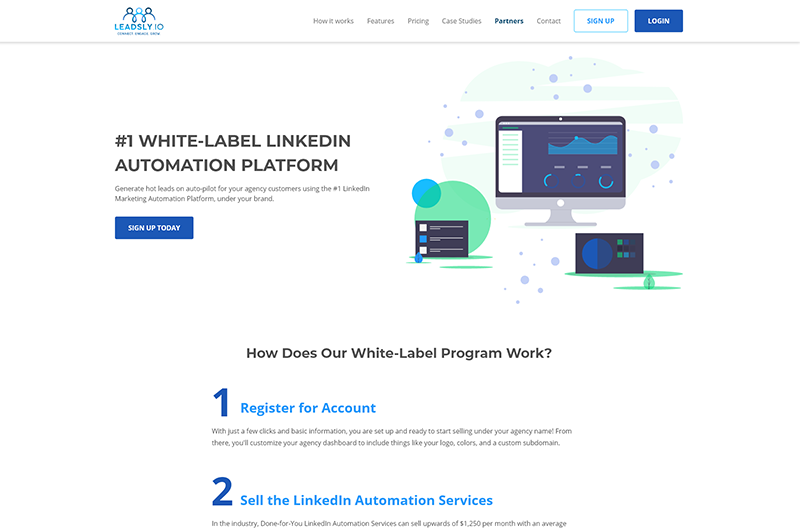 LEADSLY IO
CONNECT. ENGAGE. GROW.
How it works
Features
Pricing
Case Studies
Partners
Contact
SIGN UP
LOGIN
#1 WHITE-LABEL LINKEDIN
AUTOMATION PLATFORM
Generate hot leads on auto-pilot for your agency customers using the #1 LinkedIn
Marketing Automation Platform, under your brand.
SIGN UP TODAY
How Does Our White-Label Program Work?
1 Register for Account
With just a few clicks and basic information, you are set up and ready to start selling under your agency name! From
there, you'll customize your agency dashboard to include things like your logo, colors, and a custom subdomain.
2 Sell the LinkedIn Automation Services
In the industry, Done-for-You LinkedIn Automation Services can sell upwards of $1,250 per month with an average